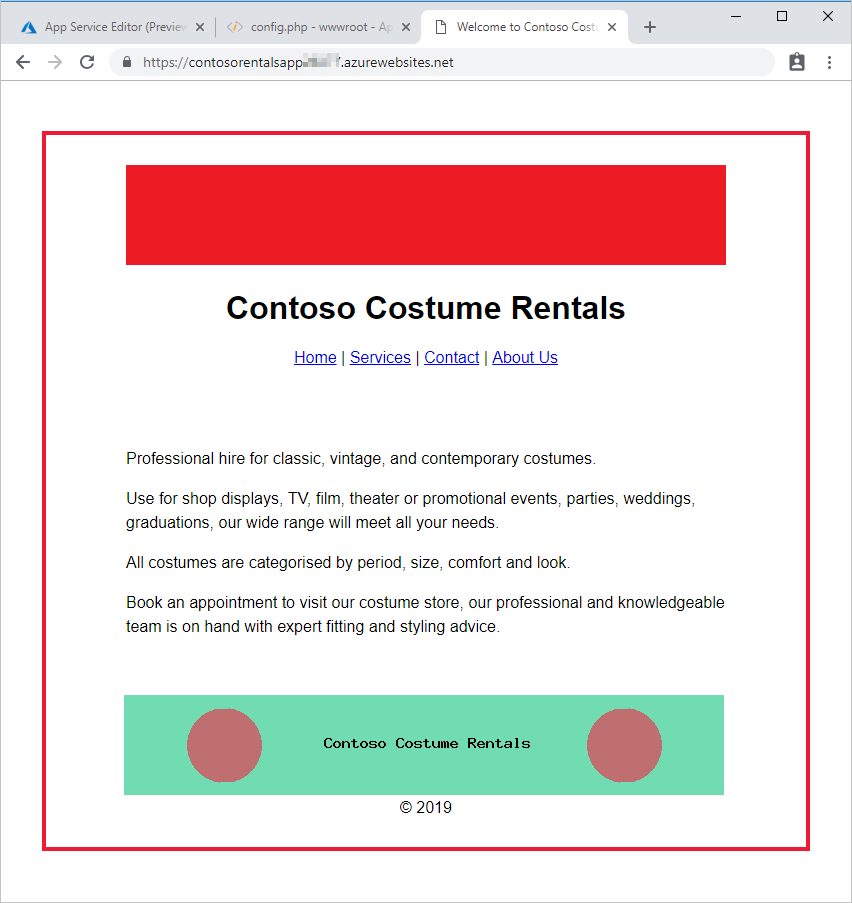 App Service Editor (Preview
config.php - wwwroot - Ap
Welcome to Contoso Cost
https://contosorentalsapp .azurewebsites.net
Contoso Costume Rentals
Home | Services | Contact | About Us
Professional hire for classic, vintage, and contemporary costumes.
Use for shop displays, TV, film, theater or promotional events, parties, weddings,
graduations, our wide range will meet all your needs.
All costumes are categorised by period, size, comfort and look.
Book an appointment to visit our costume store, our professional and knowledgeable
team is on hand with expert fitting and styling advice.
Contoso Costume Rentals
© 2019